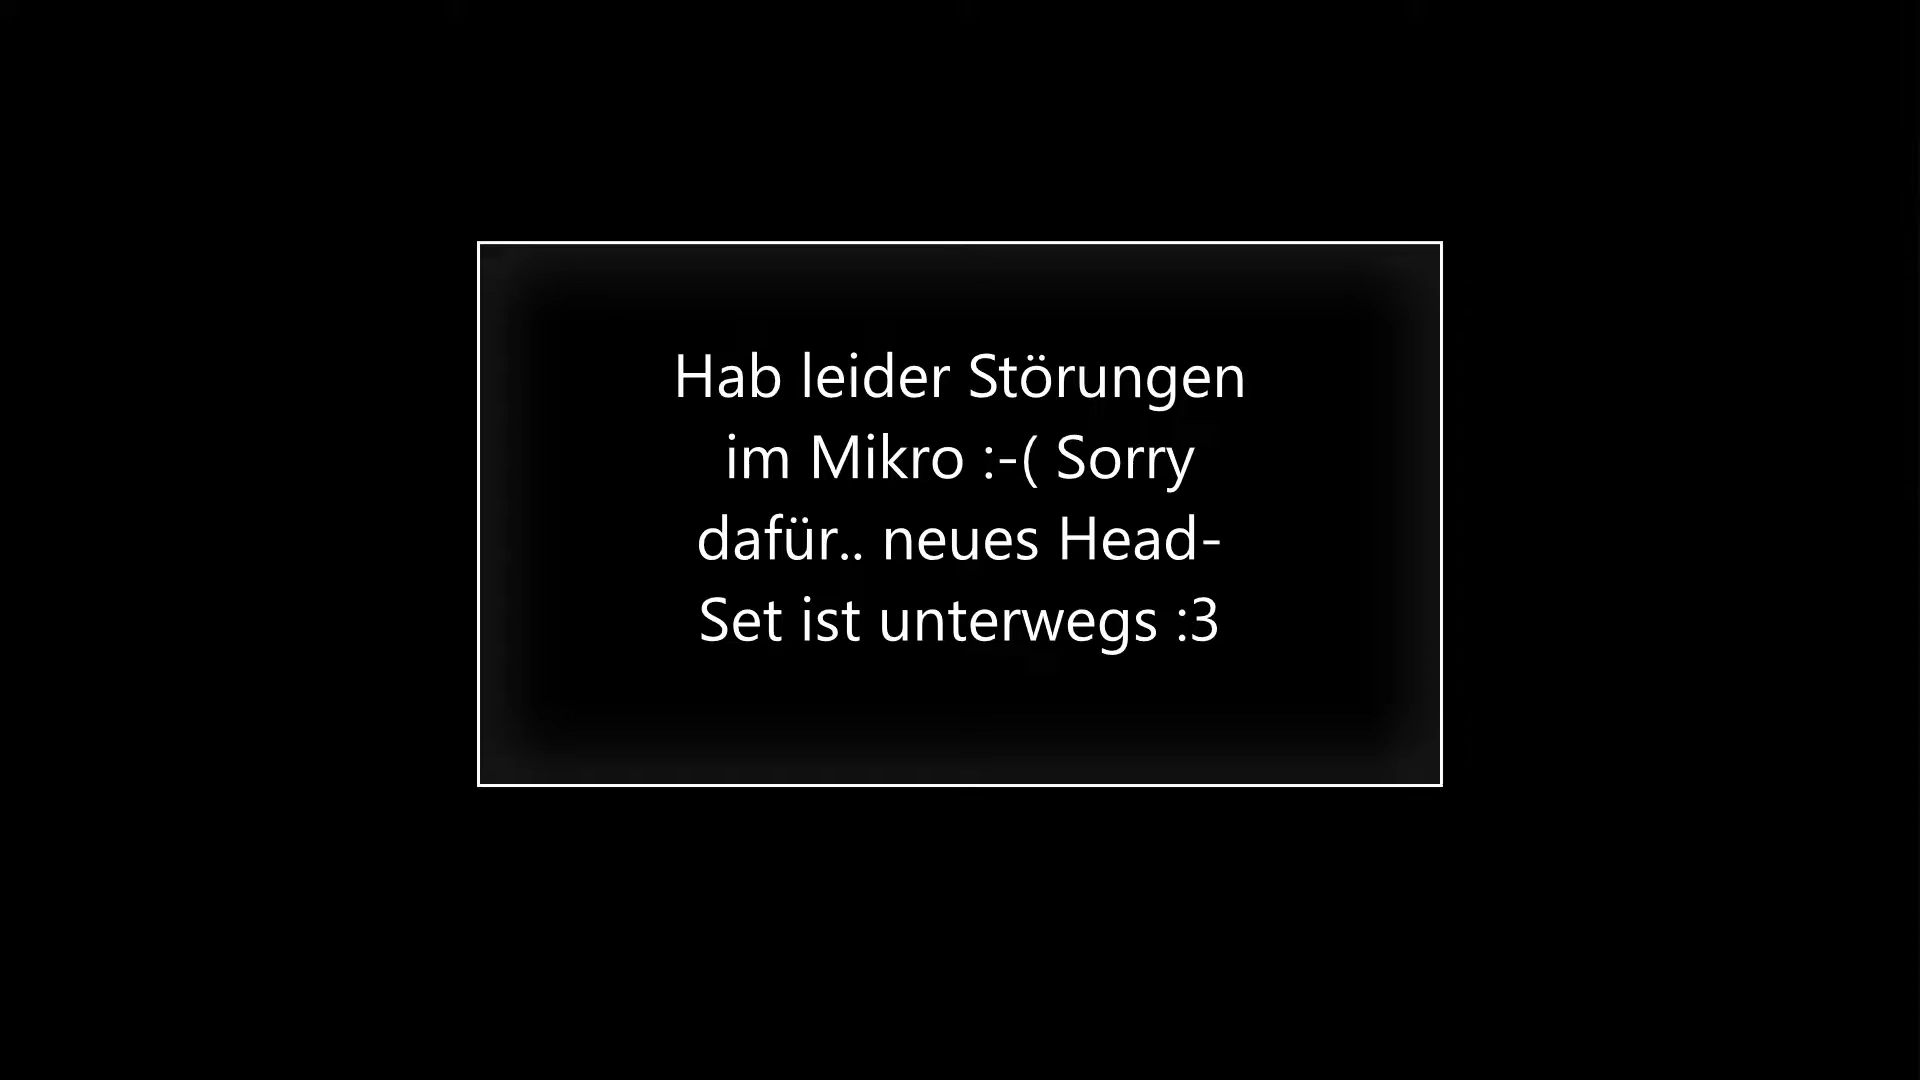 Hab leider Störungen
im Mikro :-( Sorry
dafür.. neues Head-
Set ist unterwegs :3